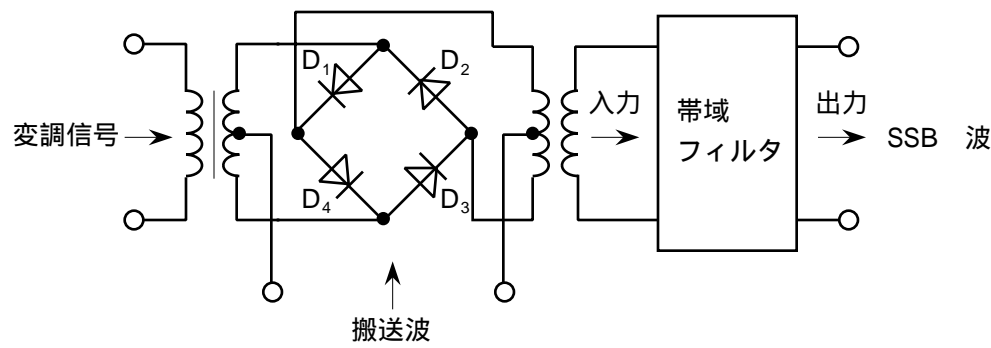 D₁
D₂
変調信号
入力
帯域
フィルタ
出力
SSB 波
D₄
D₃
搬送波